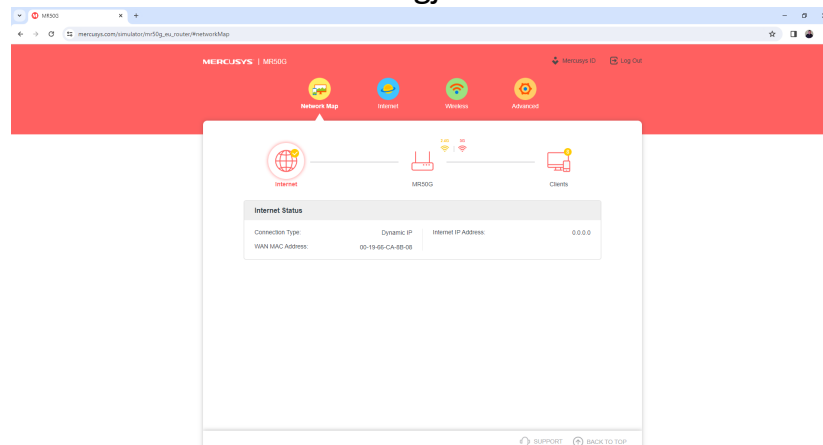 gy
MR50G
mercusys.com/simulator/mr50g_eu_router/#networkMap
MERCUSYS | MR50G
Mercusys ID
Log Out
Network Map
Internet
Wireless
Advanced
5G
Internet
MR50G
Clients
Internet Status
Connection Type:
Dynamic IP
Internet IP Address:
0.0.0.0
WAN MAC Address:
00-19-66-CA-8B-08
SUPPORT
BACK TO TOP